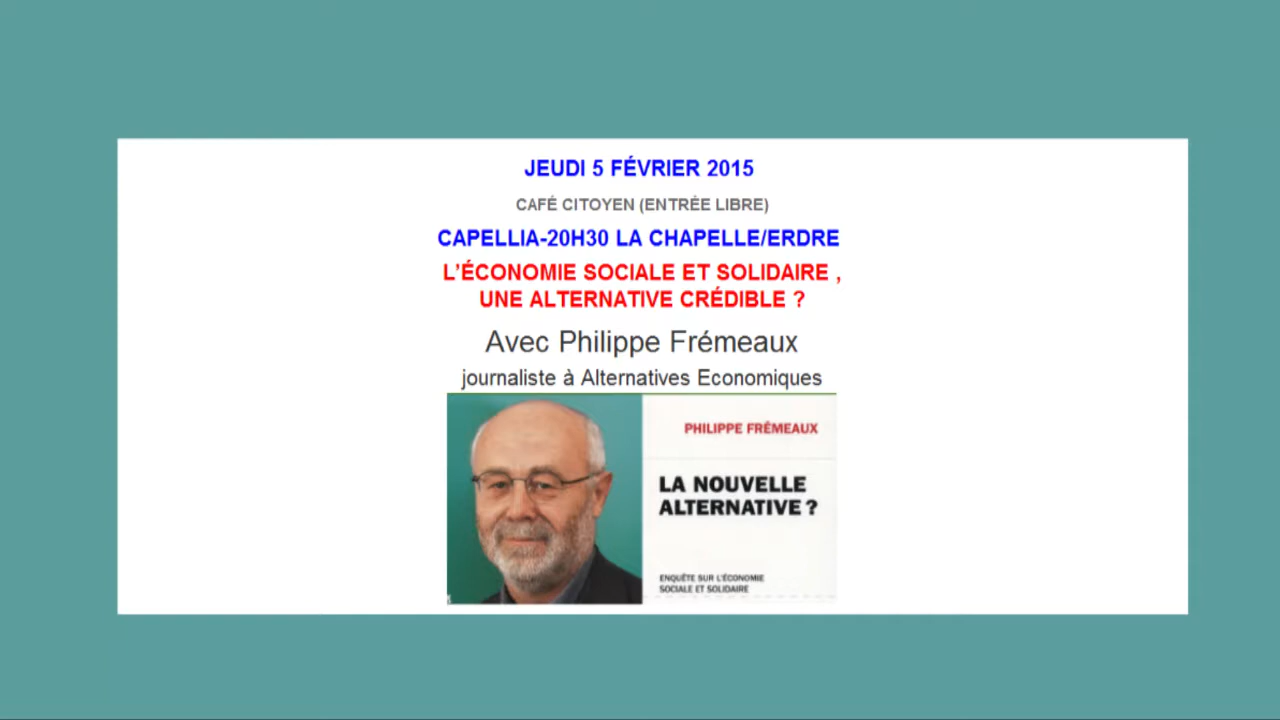 JEUDI 5 FÉVRIER 2015
CAFÉ CITOYEN (ENTRÉE LIBRE)
CAPELLIA-20H30 LA CHAPELLE/ERDRE
L'ÉCONOMIE SOCIALE ET SOLIDAIRE ,
UNE ALTERNATIVE CRÉDIBLE ?
Avec Philippe Frémeaux
journaliste à Alternatives Economiques
PHILIPPE FRÉMEAUX
LA NOUVELLE
ALTERNATIVE ?
ENQUÊTE SUR L'ÉCONOMIE
SOCIALE ET SOLIDAIRE